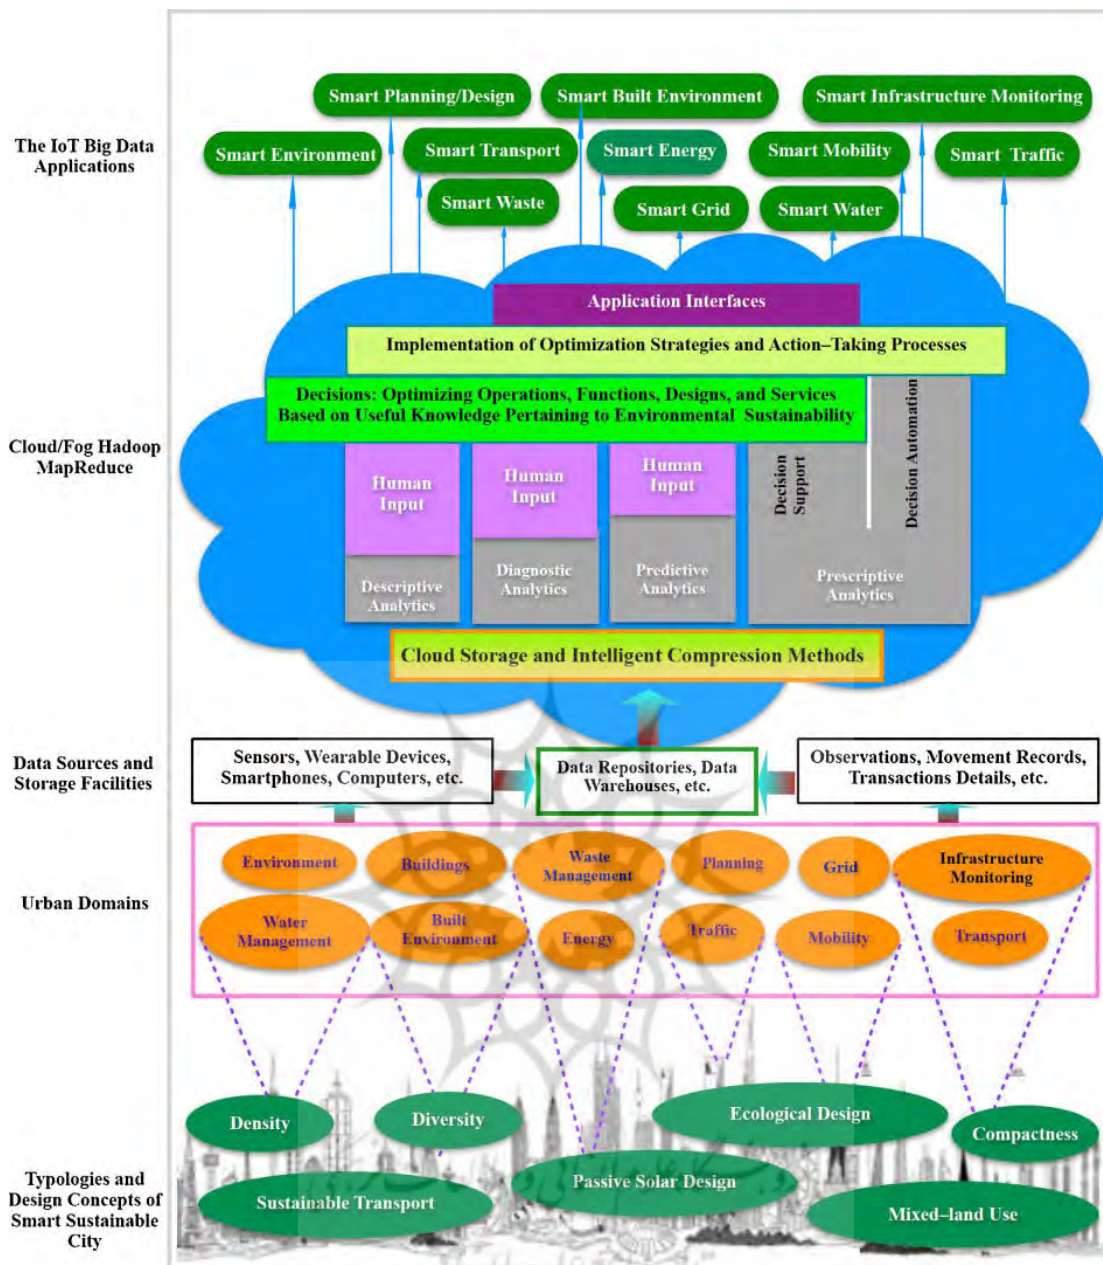 The IoT Big Data
Applications
Smart Planning/Design
Smart Built Environment
Smart Infrastructure Monitoring
Smart Environment
Smart Transport
Smart Energy
Smart Mobility
Smart Traffic
Smart Waste
Smart Grid
Smart Water
Cloud/Fog Hadoop
MapReduce
Application Interfaces
Implementation of Optimization Strategies and Action–Taking Processes
Decisions: Optimizing Operations, Functions, Designs, and Services
Based on Useful Knowledge Pertaining to Environmental Sustainability
Human
Input
Human
Input
Human
Input
Decision
Support
Decision Automation
Descriptive
Analytics
Diagnostic
Analytics
Predictive
Analytics
Prescriptive
Analytics
Cloud Storage and Intelligent Compression Methods
Data Sources and
Storage Facilities
Sensors, Wearable Devices,
Smartphones, Computers, etc.
Data Repositories, Data
Warehouses, etc.
Observations, Movement Records,
Transactions Details, etc.
Urban Domains
Environment
Buildings
Waste
Management
Planning
Grid
Infrastructure
Monitoring
Water
Management
Built
Environment
Energy
Traffic
Mobility
Transport
Typologies and
Design Concepts of
Smart Sustainable
City
Density
Diversity
Ecological Design
Compactness
Sustainable Transport
Passive Solar Design
Mixed–land Use